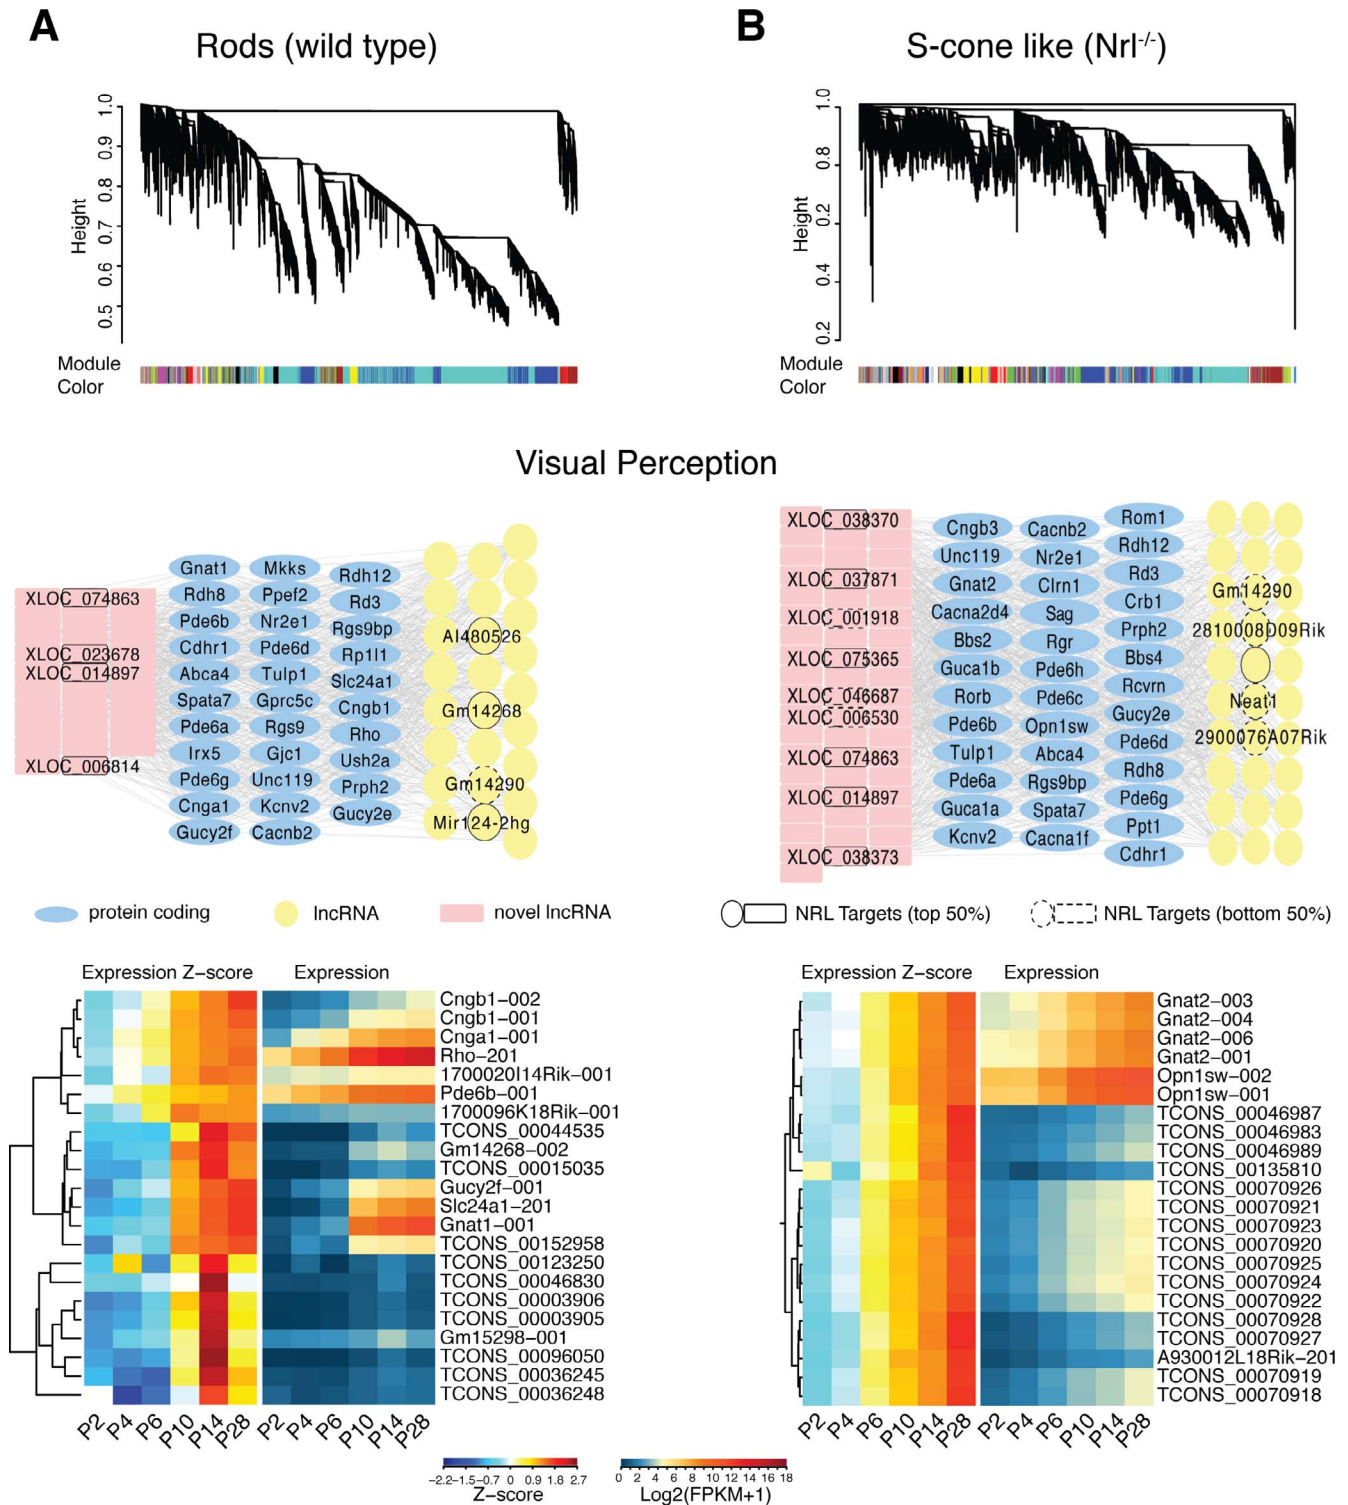 A
Rods (wild type)
Height
1.0
0.9
0.8
0.7
0.6
0.5
Module
Color
B
S-cone like (Nrl-/-)
Height
1.0
0.8
0.2
0.4
0.2
Module
Color
Visual Perception
XLOC_074863
XLOC_023678
XLOC_014897
XLOC_006814
Gnat1
Rdh8
Pde6b
Cdhr1
Abca4
Spata7
Pde6a
Irx5
Pde6g
Cnga1
Gucy2f
Mkks
Ppef2
Nr2e1
Pde6d
Tulp1
Gprc5c
Rgs9
Gjc1
Unc119
Kcnv2
Cacnb2
Rdh12
Rd3
Rgs9bp
Rp1l1
Slc24a1
Cngb1
Rho
Ush2a
Prph2
Gucy2e
AI480526
Gm14268
Gm14290
Mir124-2hg
XLOC_038370
XLOC_037871
XLOC_001918
XLOC_075365
XLOC_046687
XLOC_006530
XLOC_074863
XLOC_014897
XLOC_038373
Cngb3
Unc119
Gnat2
Cacna2d4
Bbs2
Guca1b
Rorb
Pde6b
Tulp1
Pde6a
Guca1a
Kcnv2
Cacnb2
Nr2e1
Clrn1
Sag
Rgr
Pde6h
Pde6c
Opn1sw
Abca4
Rgs9bp
Spata7
Cacna1f
Rom1
Rdh12
Rd3
Crb1
Prph2
Bbs4
Rcvrn
Gucy2e
Pde6d
Rdh8
Pde6g
Ppt1
Cdhr1
Gm14290
2810008D09Rik
Neat1
2900076A07Rik
protein coding
lncRNA
novel lncRNA
NRL Targets (top 50%)
NRL Targets (bottom 50%)
Expression Z-score
Expression
Cngb1-002
Cngb1-001
Cnga1-001
Rho-201
1700020I14Rik-001
Pde6b-001
1700096K18Rik-001
TCONS_00044535
Gm14268-002
TCONS_00015035
Gucy2f-001
Slc24a1-201
Gnat1-001
TCONS_00152958
TCONS_00123250
TCONS_00046830
TCONS_00003906
TCONS_00003905
Gm15298-001
TCONS_00096050
TCONS_00036245
TCONS_00036248
P2 P4 P6 P10 P14 P28 P2 P4 P6 P10 P14 P28
Expression Z-score
Expression
Gnat2-003
Gnat2-004
Gnat2-006
Gnat2-001
Opn1sw-002
Opn1sw-001
TCONS_00046987
TCONS_00046983
TCONS_00046989
TCONS_00135810
TCONS_00070926
TCONS_00070921
TCONS_00070923
TCONS_00070920
TCONS_00070925
TCONS_00070924
TCONS_00070922
TCONS_00070928
TCONS_00070927
A930012L18Rik-201
TCONS_00070919
TCONS_00070918
P2 P4 P6 P10 P14 P28 P2 P4 P6 P10 P14 P28
-2.2 -1.5 -0.7 0 0.9 1.8 2.7
Z-score
0 2 4 6 8 10 12 14 16 18
Log2(FPKM+1)